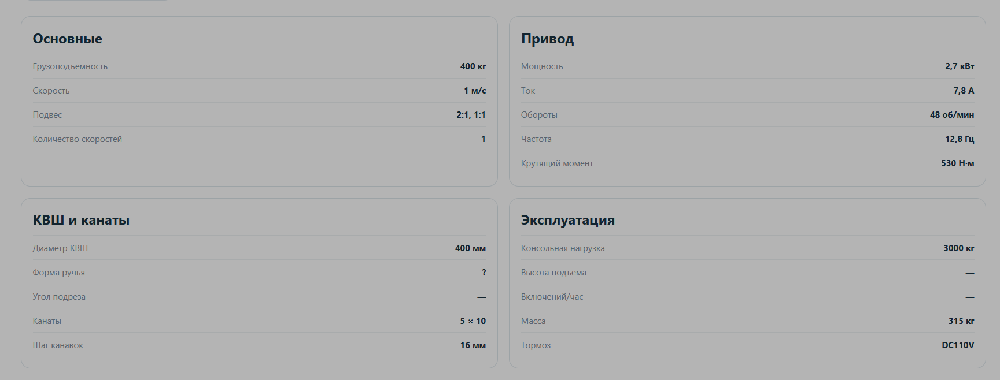 Основные
Грузоподъёмность 400 кг
Скорость 1 м/с
Подвес 2:1, 1:1
Количество скоростей 1
Привод
Мощность 2,7 кВт
Ток 7,8 А
Обороты 48 об/мин
Частота 12,8 Гц
Крутящий момент 530 Н·м
КВШ и канаты
Диаметр КВШ 400 мм
Форма ручья ?
Угол подреза —
Канаты 5 × 10
Шаг канавок 16 мм
Эксплуатация
Консольная нагрузка 3000 кг
Высота подъёма —
Включений/час —
Масса 315 кг
Тормоз DC110V